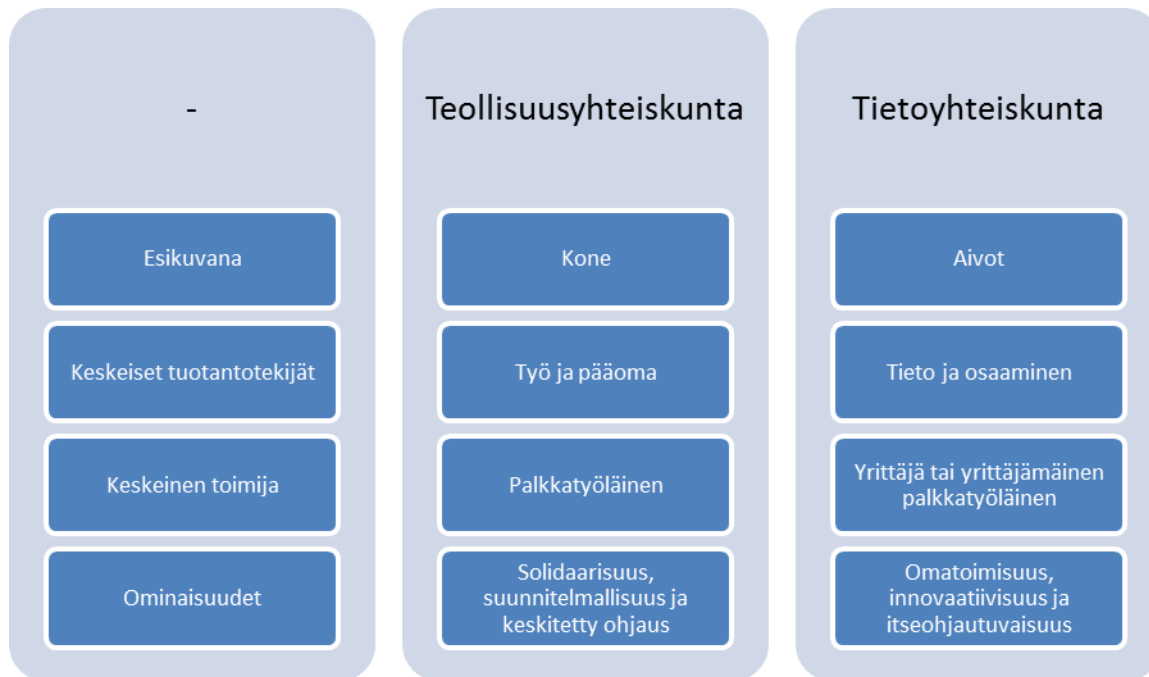 -
Esikuvana
Keskeiset tuotantotekijät
Keskeinen toimija
Ominaisuudet
Teollisuusyhteiskunta
Kone
Työ ja pääoma
Palkkatyöläinen
Solidaarisuus,
suunnitelmallisuus ja
keskitetty ohjaus
Tietoyhteiskunta
Aivot
Tieto ja osaaminen
Yrittäjä tai yrittäjämäinen
palkkatyöläinen
Omatoimisuus,
innovaatiivisuus ja
itseohjautuvaisuus